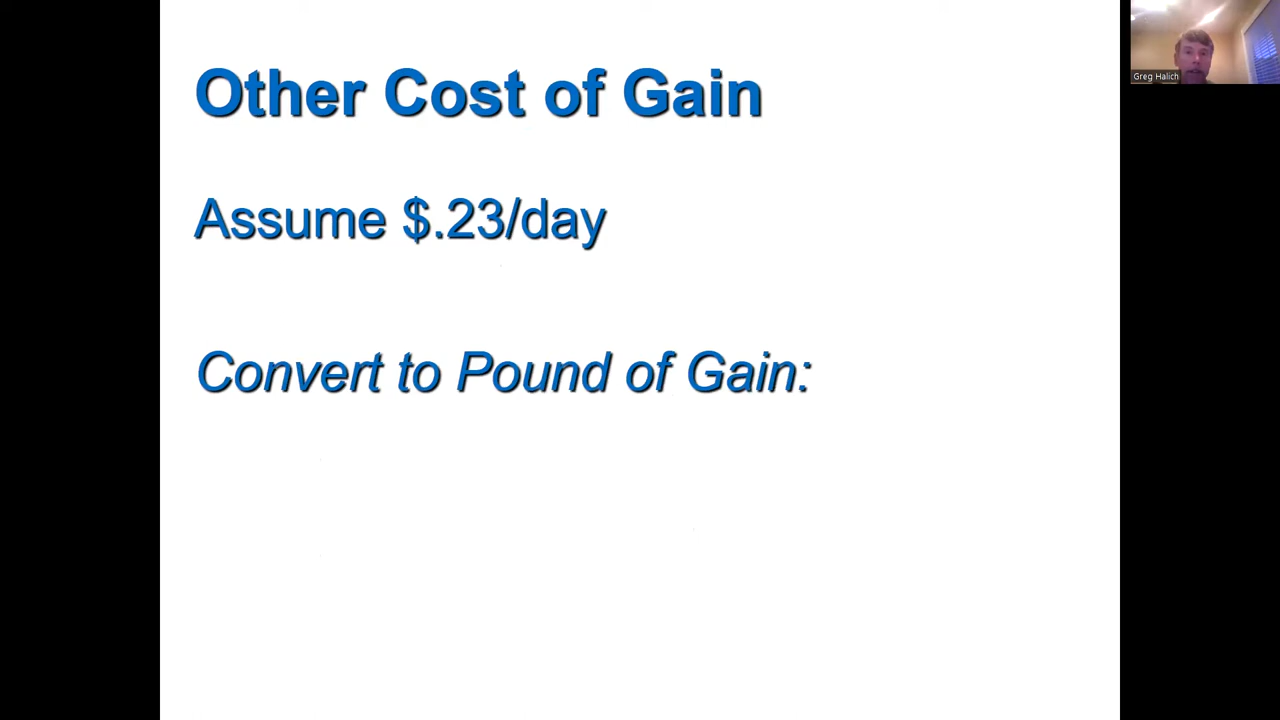 Other Cost of Gain
Assume $.23/day
Convert to Pound of Gain:
Greg Halich